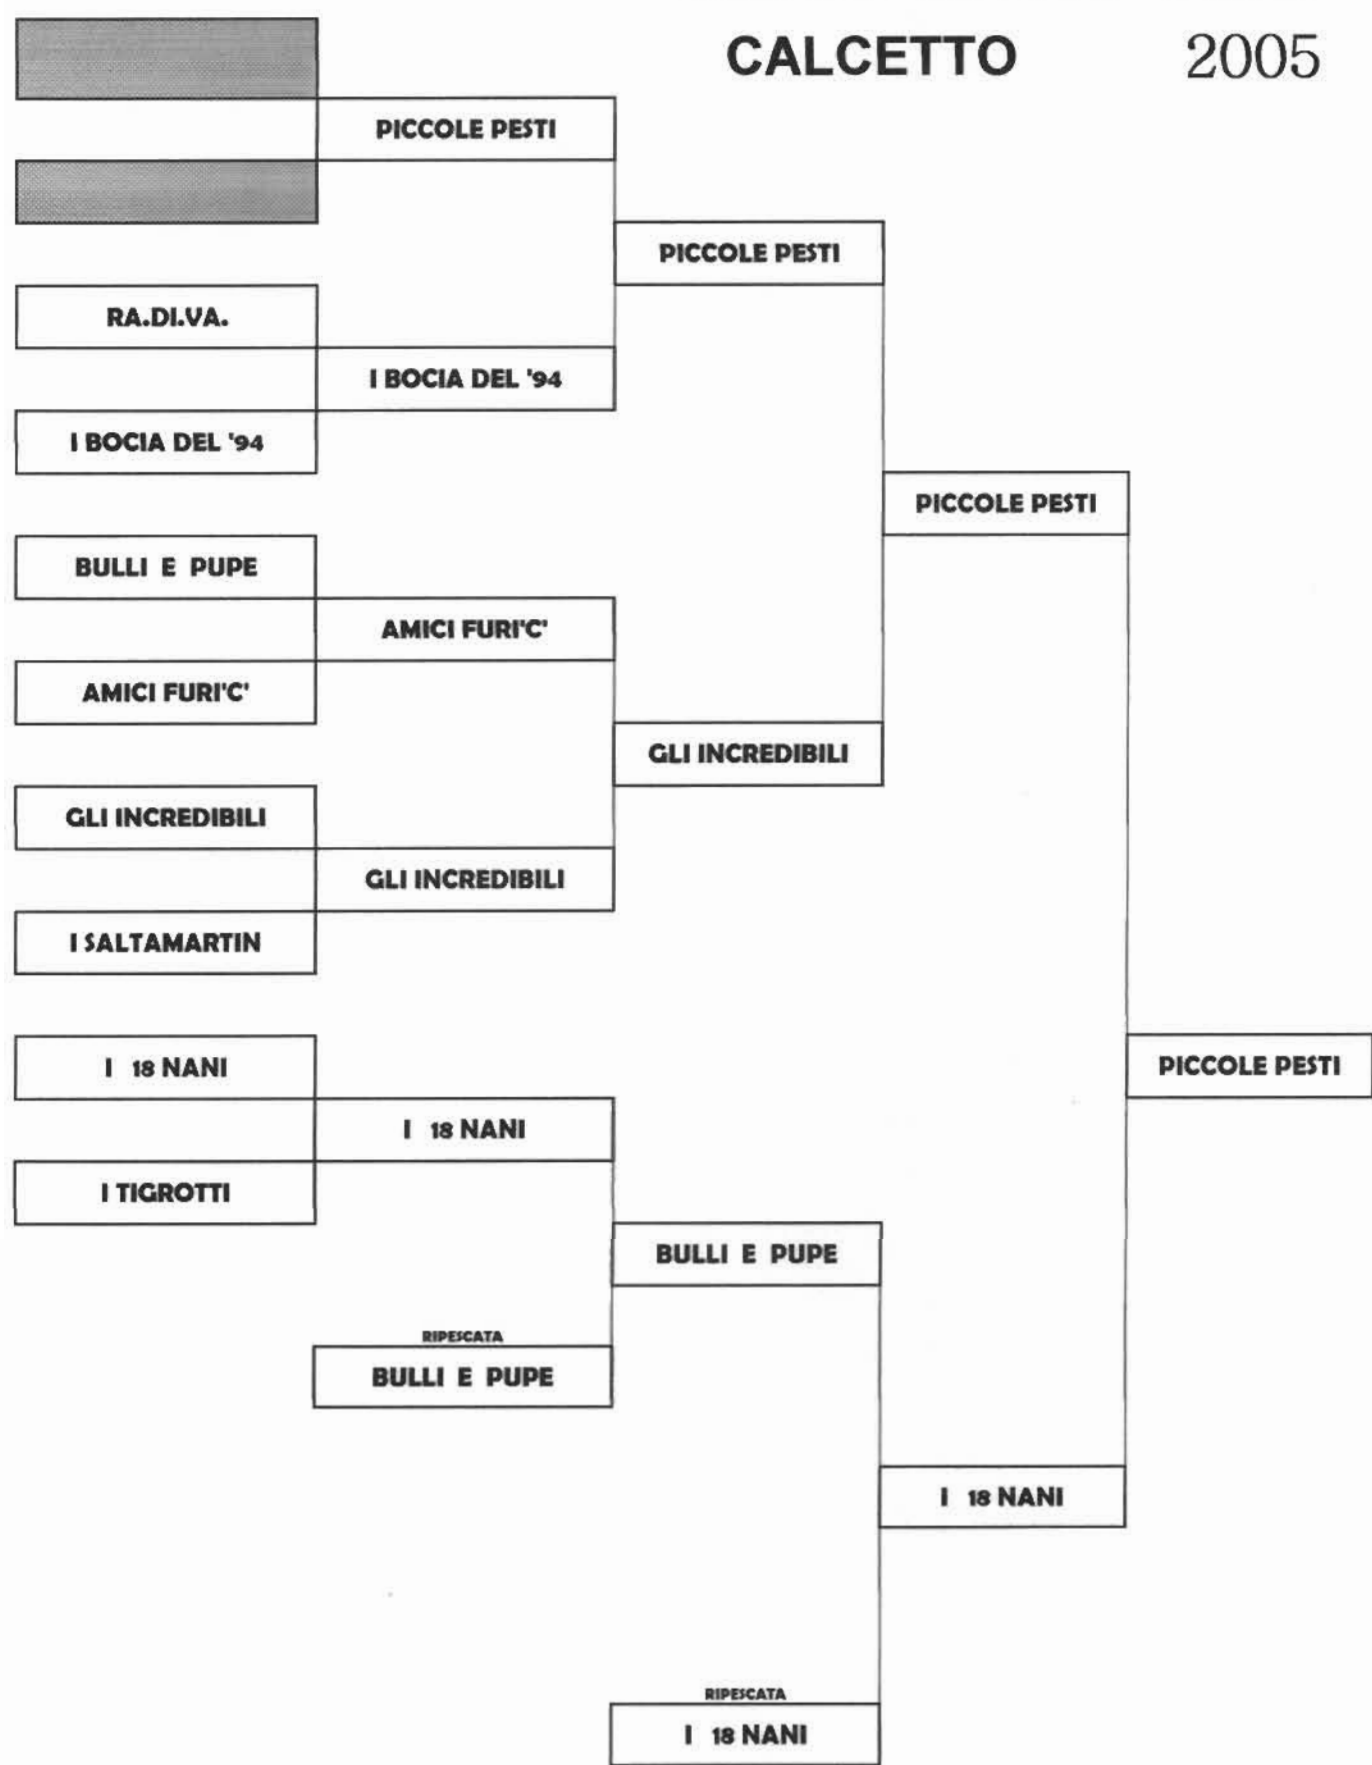 CALCETTO 2005
PICCOLE PESTI
PICCOLE PESTI
RA.DI.VA.
I BOCIA DEL '94
I BOCIA DEL '94
PICCOLE PESTI
BULLI E PUPE
AMICI FURI'C'
AMICI FURI'C'
GLI INCREDIBILI
GLI INCREDIBILI
GLI INCREDIBILI
I SALTAMARTIN
I 18 NANI
PICCOLE PESTI
I 18 NANI
I TIGROTTI
BULLI E PUPE
RIPESCATA
BULLI E PUPE
I 18 NANI
RIPESCATA
I 18 NANI